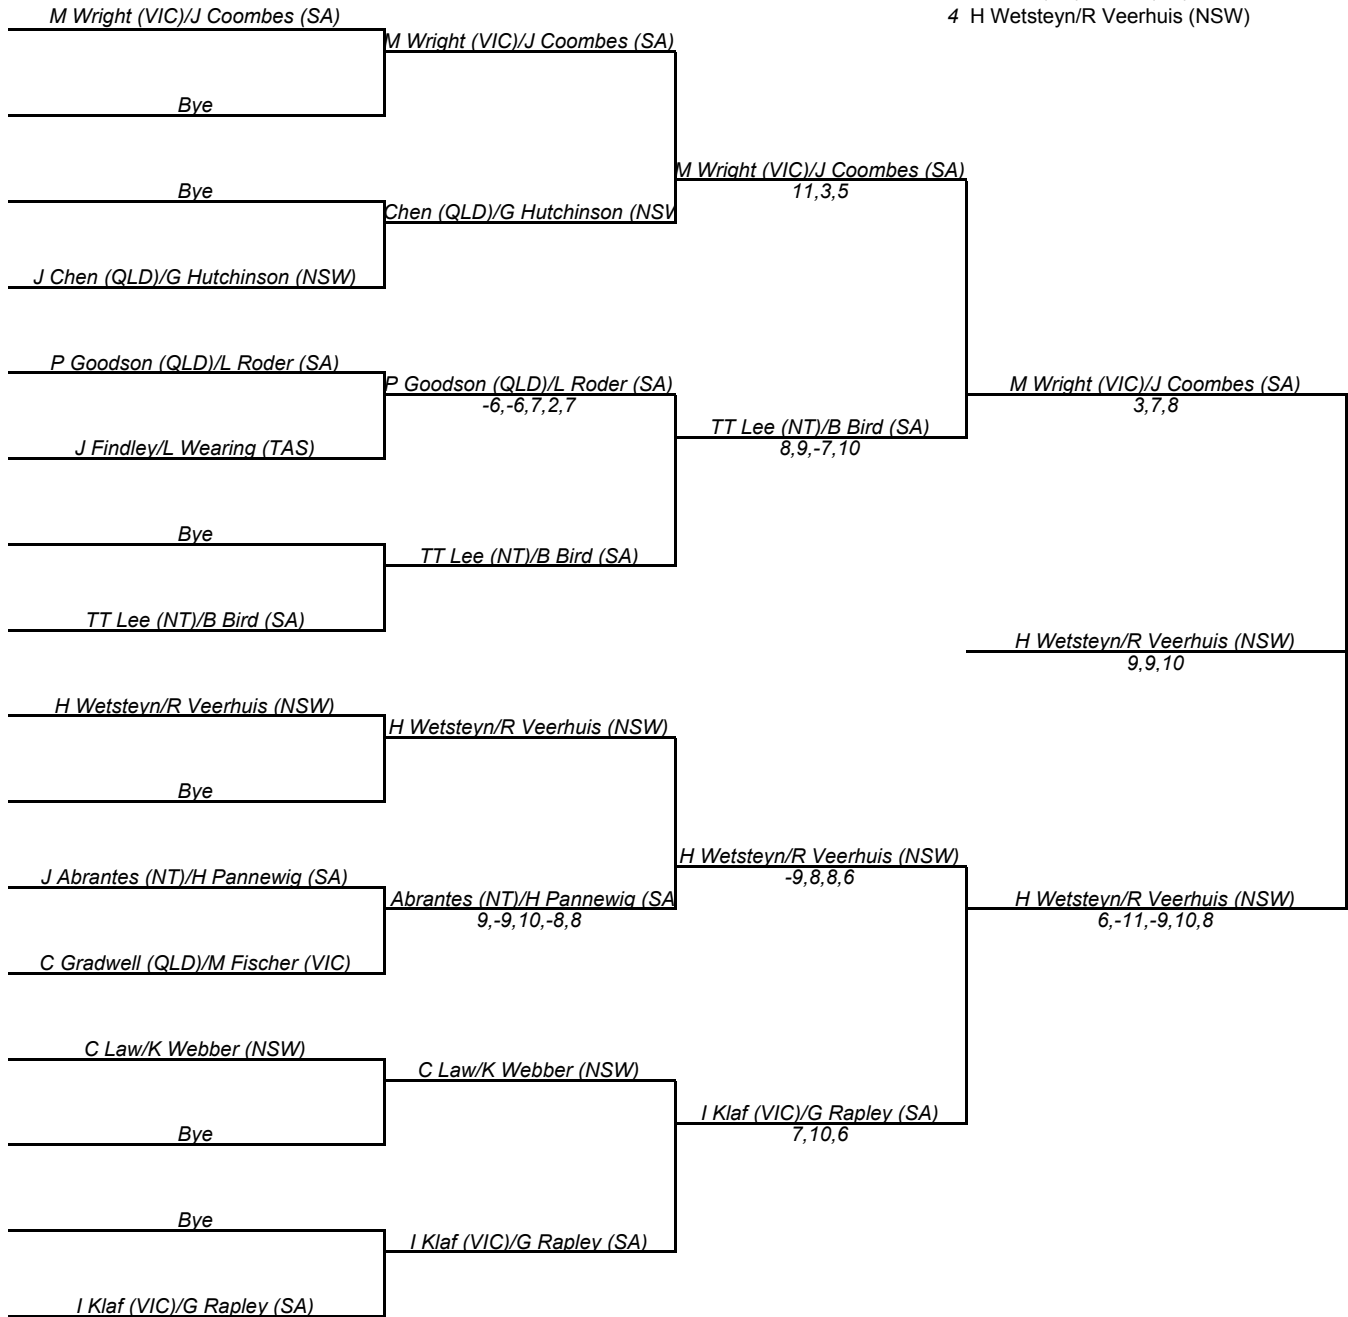 4 H Wetsteyn/R Veerhuis (NSW)
M Wright (VIC)/J Coombes (SA)
M Wright (VIC)/J Coombes (SA)
Bye
M Wright (VIC)/J Coombes (SA)
11,3,5
Bye
Chen (QLD)/G Hutchinson (NSW
J Chen (QLD)/G Hutchinson (NSW)
P Goodson (QLD)/L Roder (SA)
P Goodson (QLD)/L Roder (SA)
-6,-6,7,2,7
M Wright (VIC)/J Coombes (SA)
3,7,8
J Findley/L Wearing (TAS)
TT Lee (NT)/B Bird (SA)
8,9,-7,10
Bye
TT Lee (NT)/B Bird (SA)
TT Lee (NT)/B Bird (SA)
H Wetsteyn/R Veerhuis (NSW)
9,9,10
H Wetsteyn/R Veerhuis (NSW)
H Wetsteyn/R Veerhuis (NSW)
Bye
H Wetsteyn/R Veerhuis (NSW)
-9,8,8,6
J Abrantes (NT)/H Pannewig (SA)
Abrantes (NT)/H Pannewig (SA
9,-9,10,-8,8
H Wetsteyn/R Veerhuis (NSW)
6,-11,-9,10,8
C Gradwell (QLD)/M Fischer (VIC)
C Law/K Webber (NSW)
C Law/K Webber (NSW)
I Klaf (VIC)/G Rapley (SA)
7,10,6
Bye
Bye
I Klaf (VIC)/G Rapley (SA)
I Klaf (VIC)/G Rapley (SA)